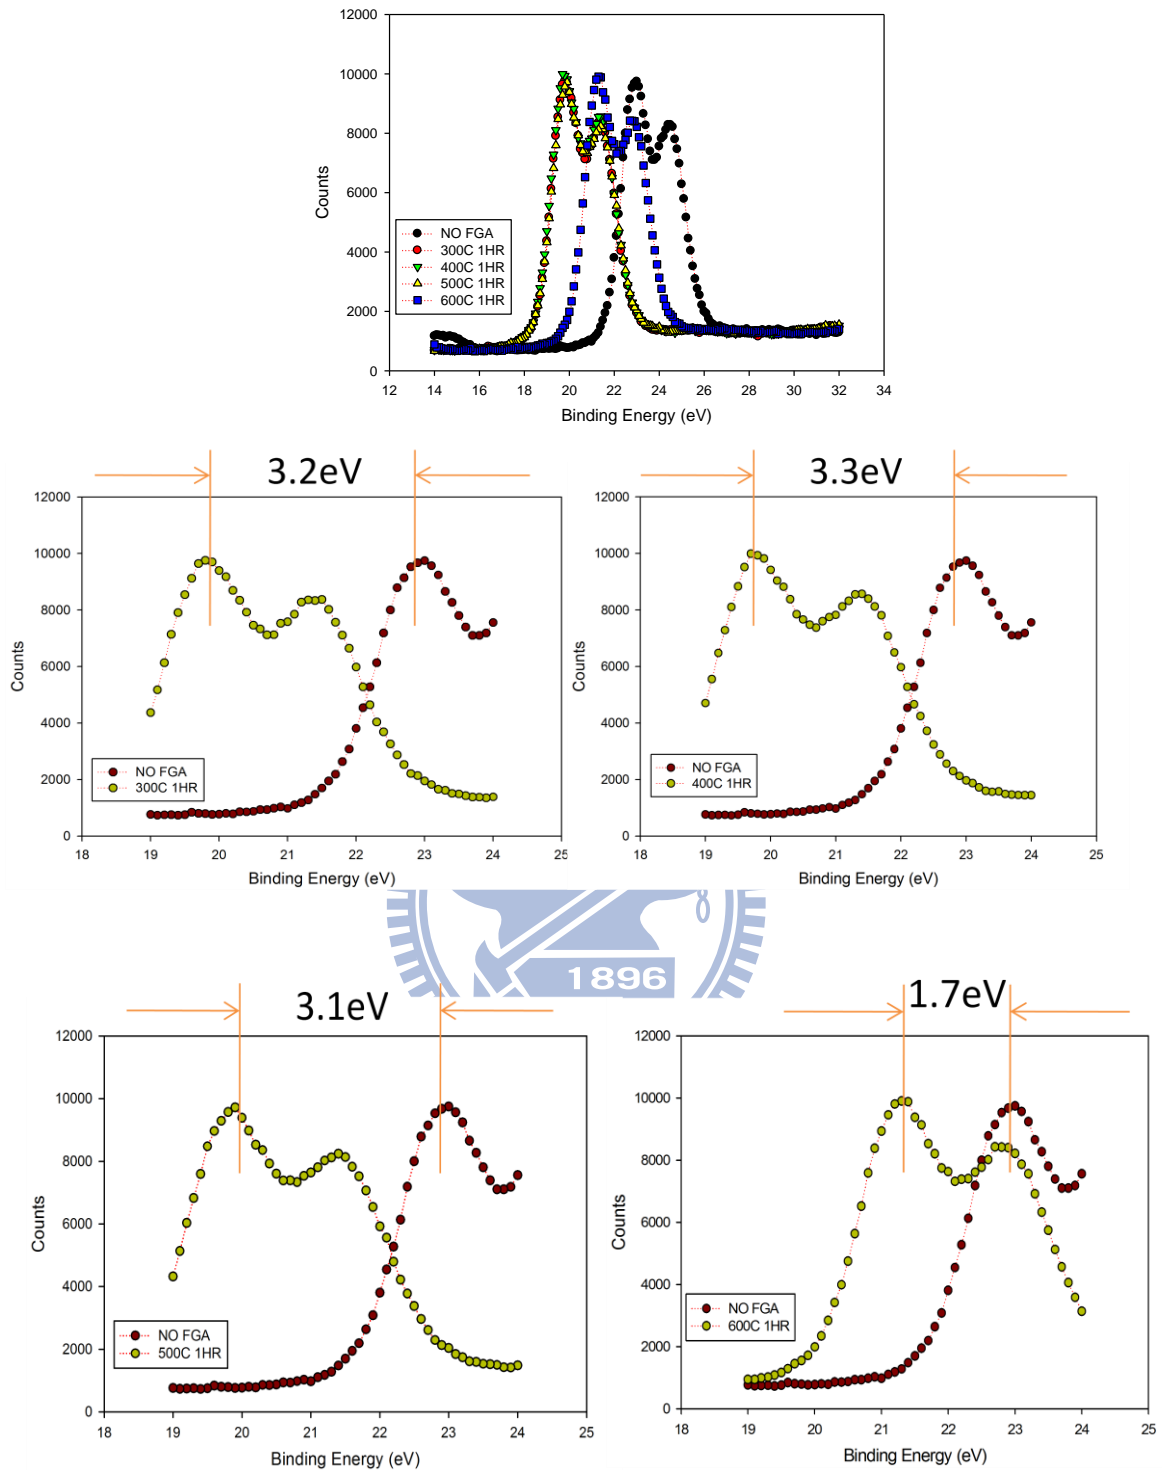 12000
10000
8000
6000
4000
2000
0
Counts
NO FGA
300C 1HR
400C 1HR
500C 1HR
600C 1HR
12 14 16 18 20 22 24 26 28 30 32 34
Binding Energy (eV)
3.2eV
12000
10000
8000
6000
4000
2000
0
Counts
NO FGA
300C 1HR
18 19 20 21 22 23 24 25
Binding Energy (eV)
3.3eV
12000
10000
8000
6000
4000
2000
0
Counts
NO FGA
400C 1HR
18 19 20 21 22 23 24 25
Binding Energy (eV)
1896
3.1eV
12000
10000
8000
6000
4000
2000
0
Counts
NO FGA
500C 1HR
18 19 20 21 22 23 24 25
Binding Energy (eV)
1.7eV
12000
10000
8000
6000
4000
2000
0
Counts
NO FGA
600C 1HR
18 19 20 21 22 23 24 25
Binding Energy (eV)